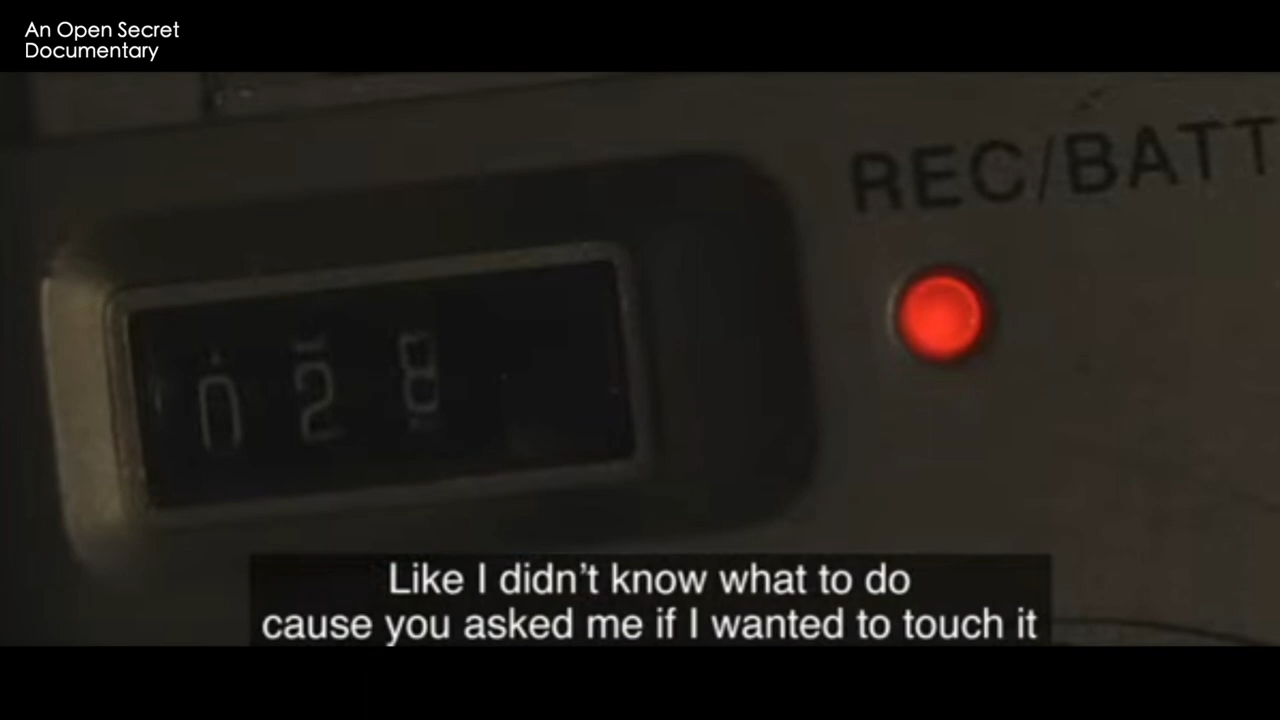 An Open Secret
Documentary
REC/BATT
028
Like I didn't know what to do
cause you asked me if I wanted to touch it